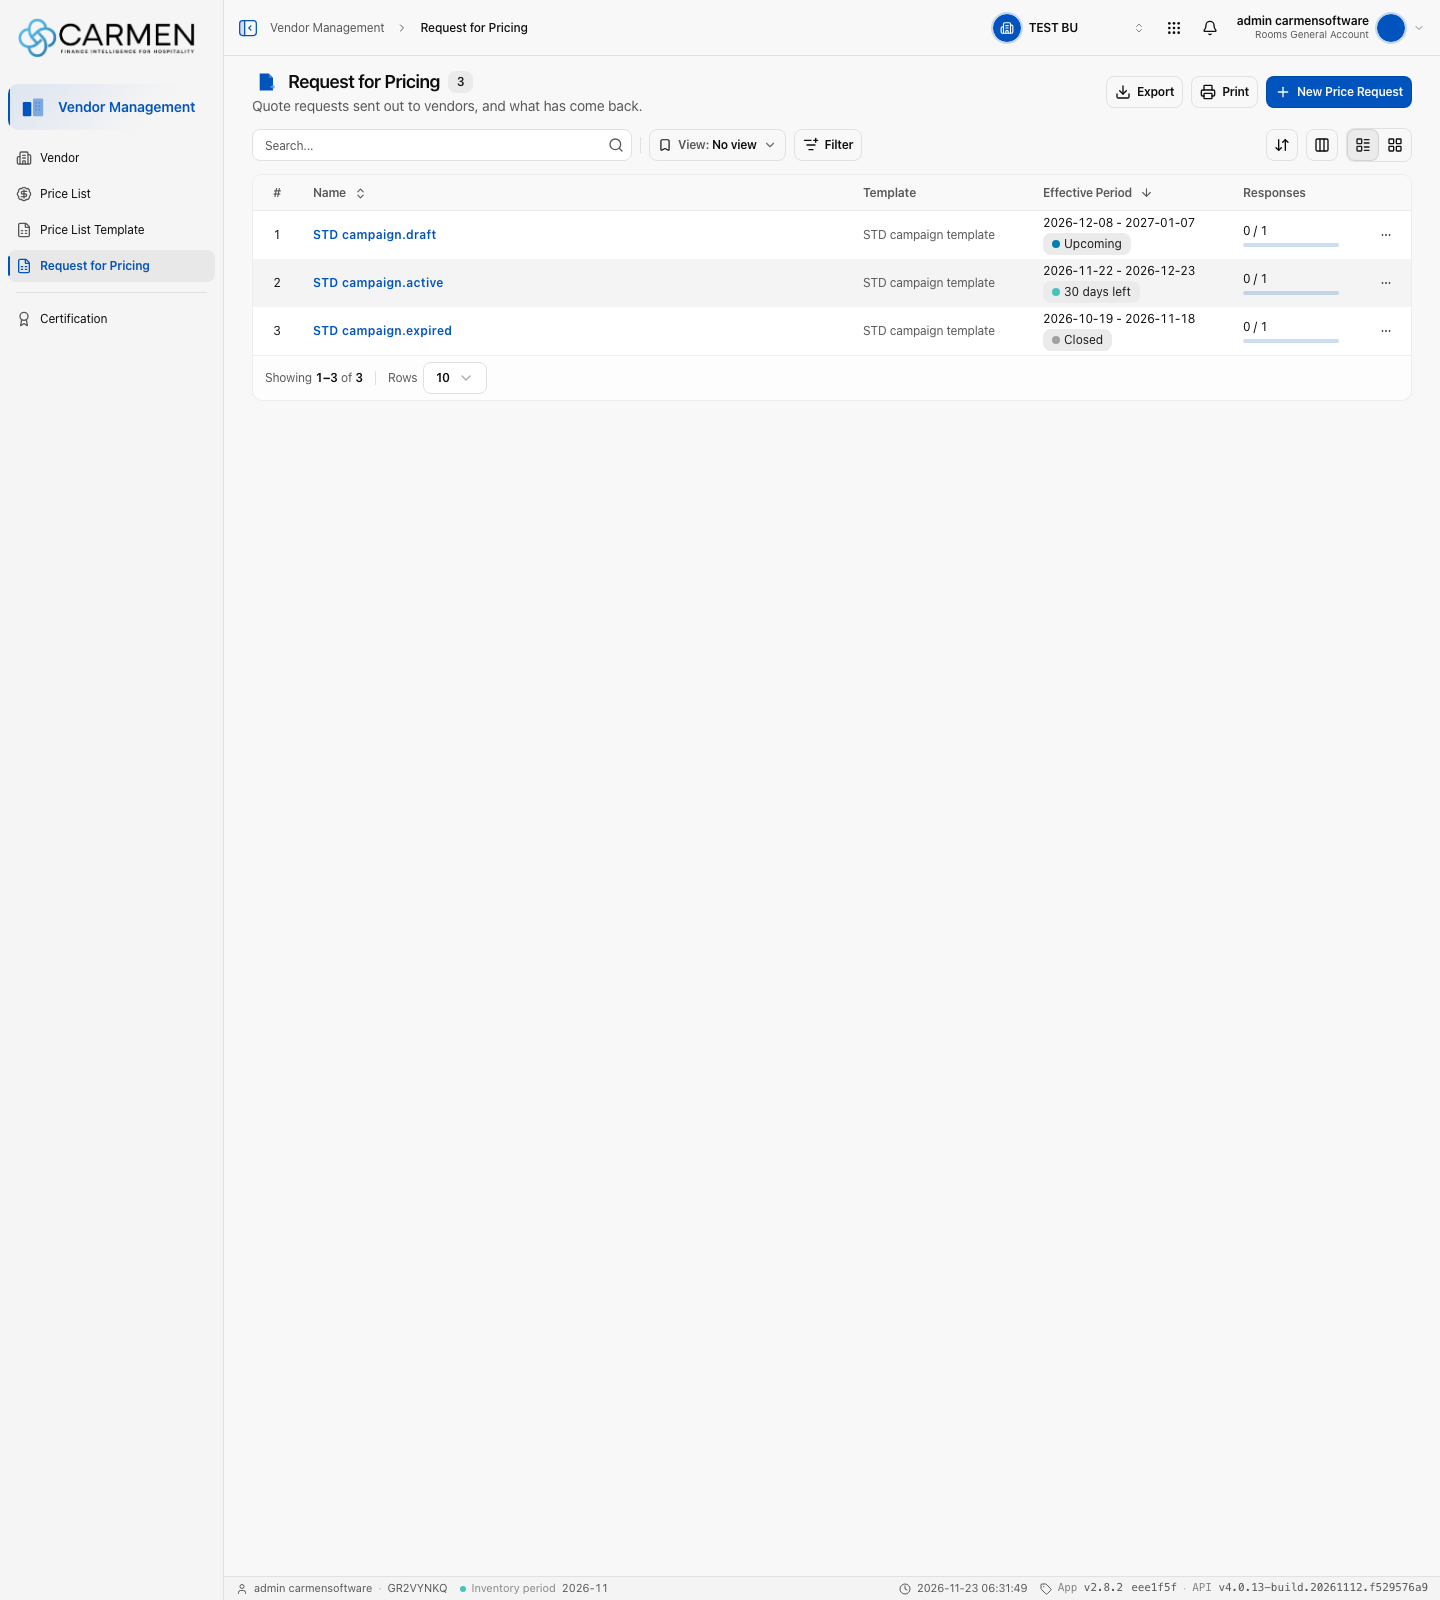 CARMEN
FINANCE INTELLIGENCE FOR HOSPITALITY
Vendor Management
Vendor
Price List
Price List Template
Request for Pricing
Certification
Vendor Management > Request for Pricing
TEST BU
admin carmensoftware
Rooms General Account
Request for Pricing 3
Quote requests sent out to vendors, and what has come back.
Export Print New Price Request
Search...
View: No view
Filter
# Name Template Effective Period Responses
1 STD campaign.draft STD campaign template 2026-12-08 - 2027-01-07 0 / 1 ...
Upcoming
2 STD campaign.active STD campaign template 2026-11-22 - 2026-12-23 0 / 1 ...
30 days left
3 STD campaign.expired STD campaign template 2026-10-19 - 2026-11-18 0 / 1 ...
Closed
Showing 1–3 of 3 Rows 10
admin carmensoftware · GR2VYNKQ Inventory period 2026-11
2026-11-23 06:31:49 App v2.8.2 eee1f5f · API v4.0.13-build.20261112.f529576a9